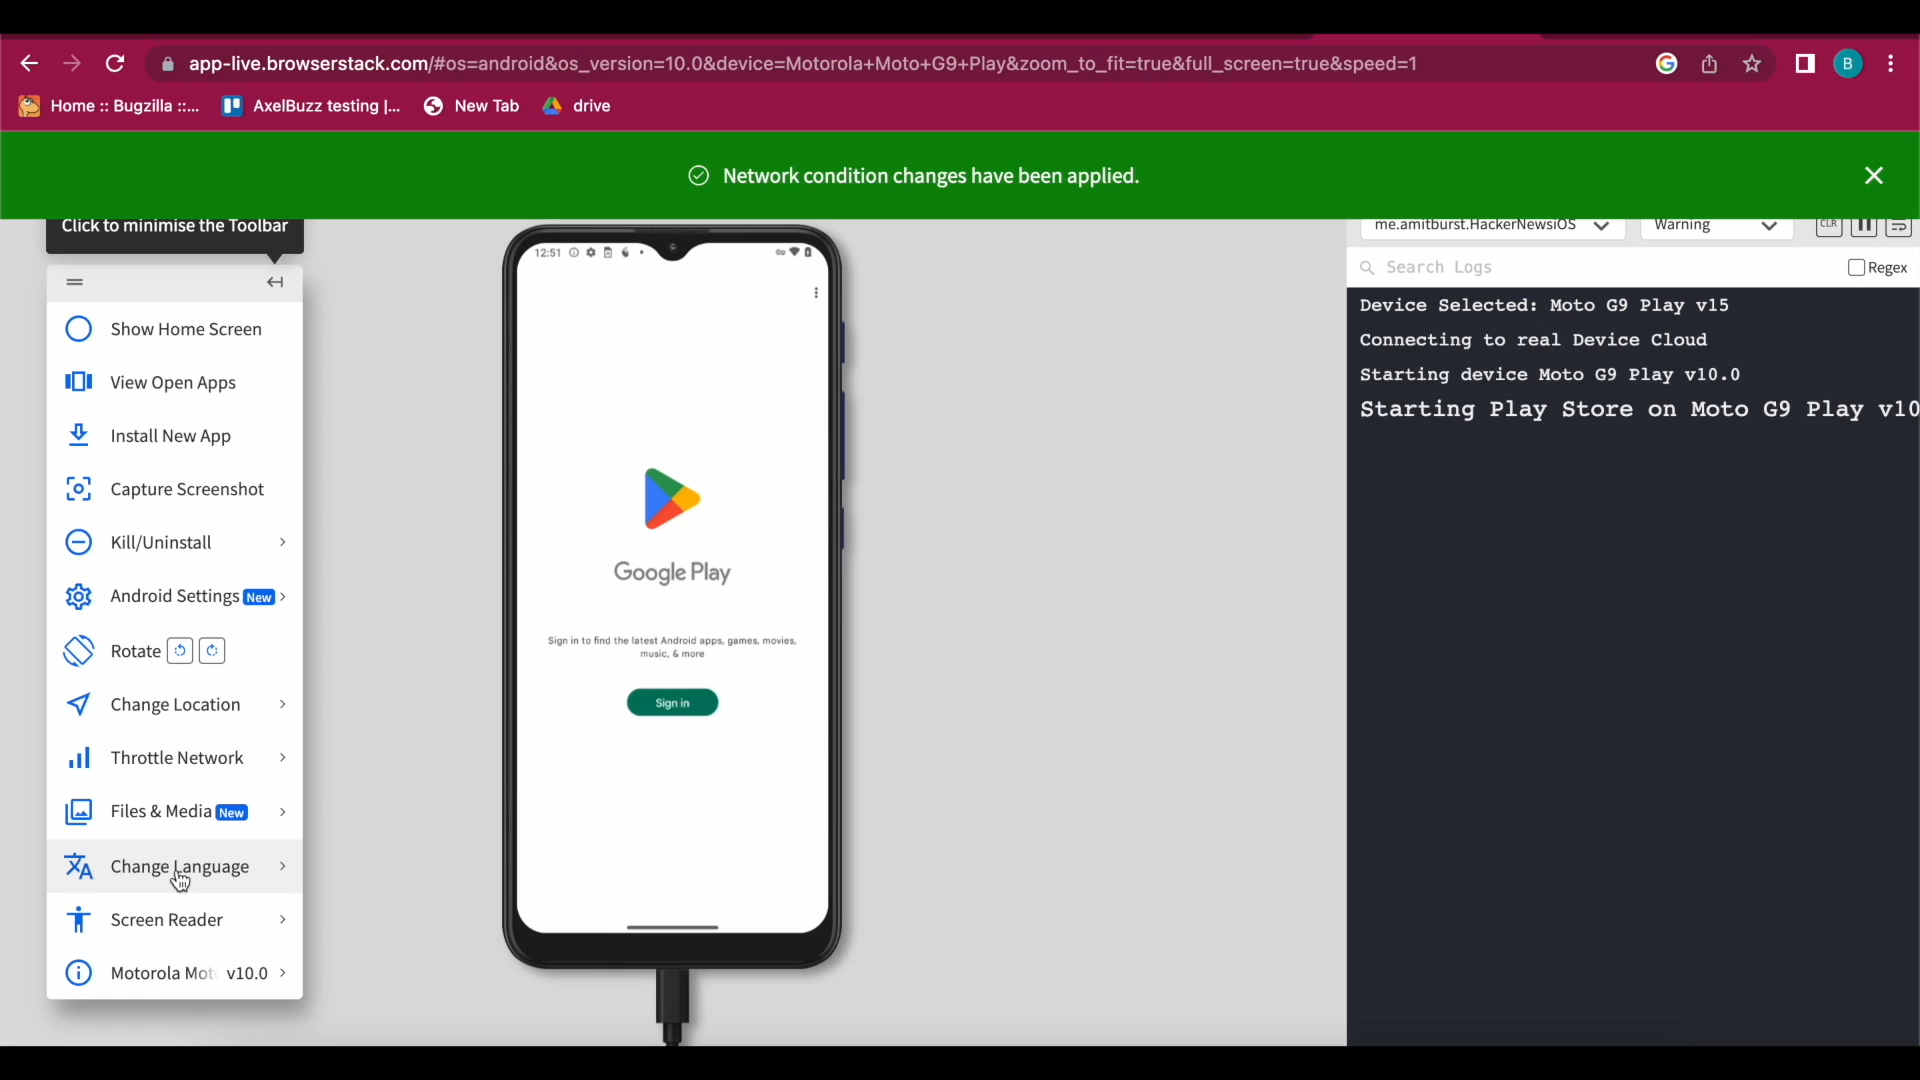 app-live.browserstack.com/#os=android&os_version=10.0&device=Motorola+Moto+G9+Play&zoom_to_fit=true&full_screen=true&speed=1
B
Home :: Bugzilla ::...
AxelBuzz testing |...
New Tab
drive
Network condition changes have been applied.
Click to minimise the Toolbar
Show Home Screen
View Open Apps
Install New App
Capture Screenshot
Kill/Uninstall
Android Settings New
Rotate
Change Location
Throttle Network
Files & Media New
Change Language
Screen Reader
Motorola Mot v10.0
12:51
Google Play
Sign in to find the latest Android apps, games, movies,
music, & more
Sign in
me.amitburst.HackerNewsiOS
Warning
CLR
Search Logs
Regex
Device Selected: Moto G9 Play v15
Connecting to real Device Cloud
Starting device Moto G9 Play v10.0
Starting Play Store on Moto G9 Play v10